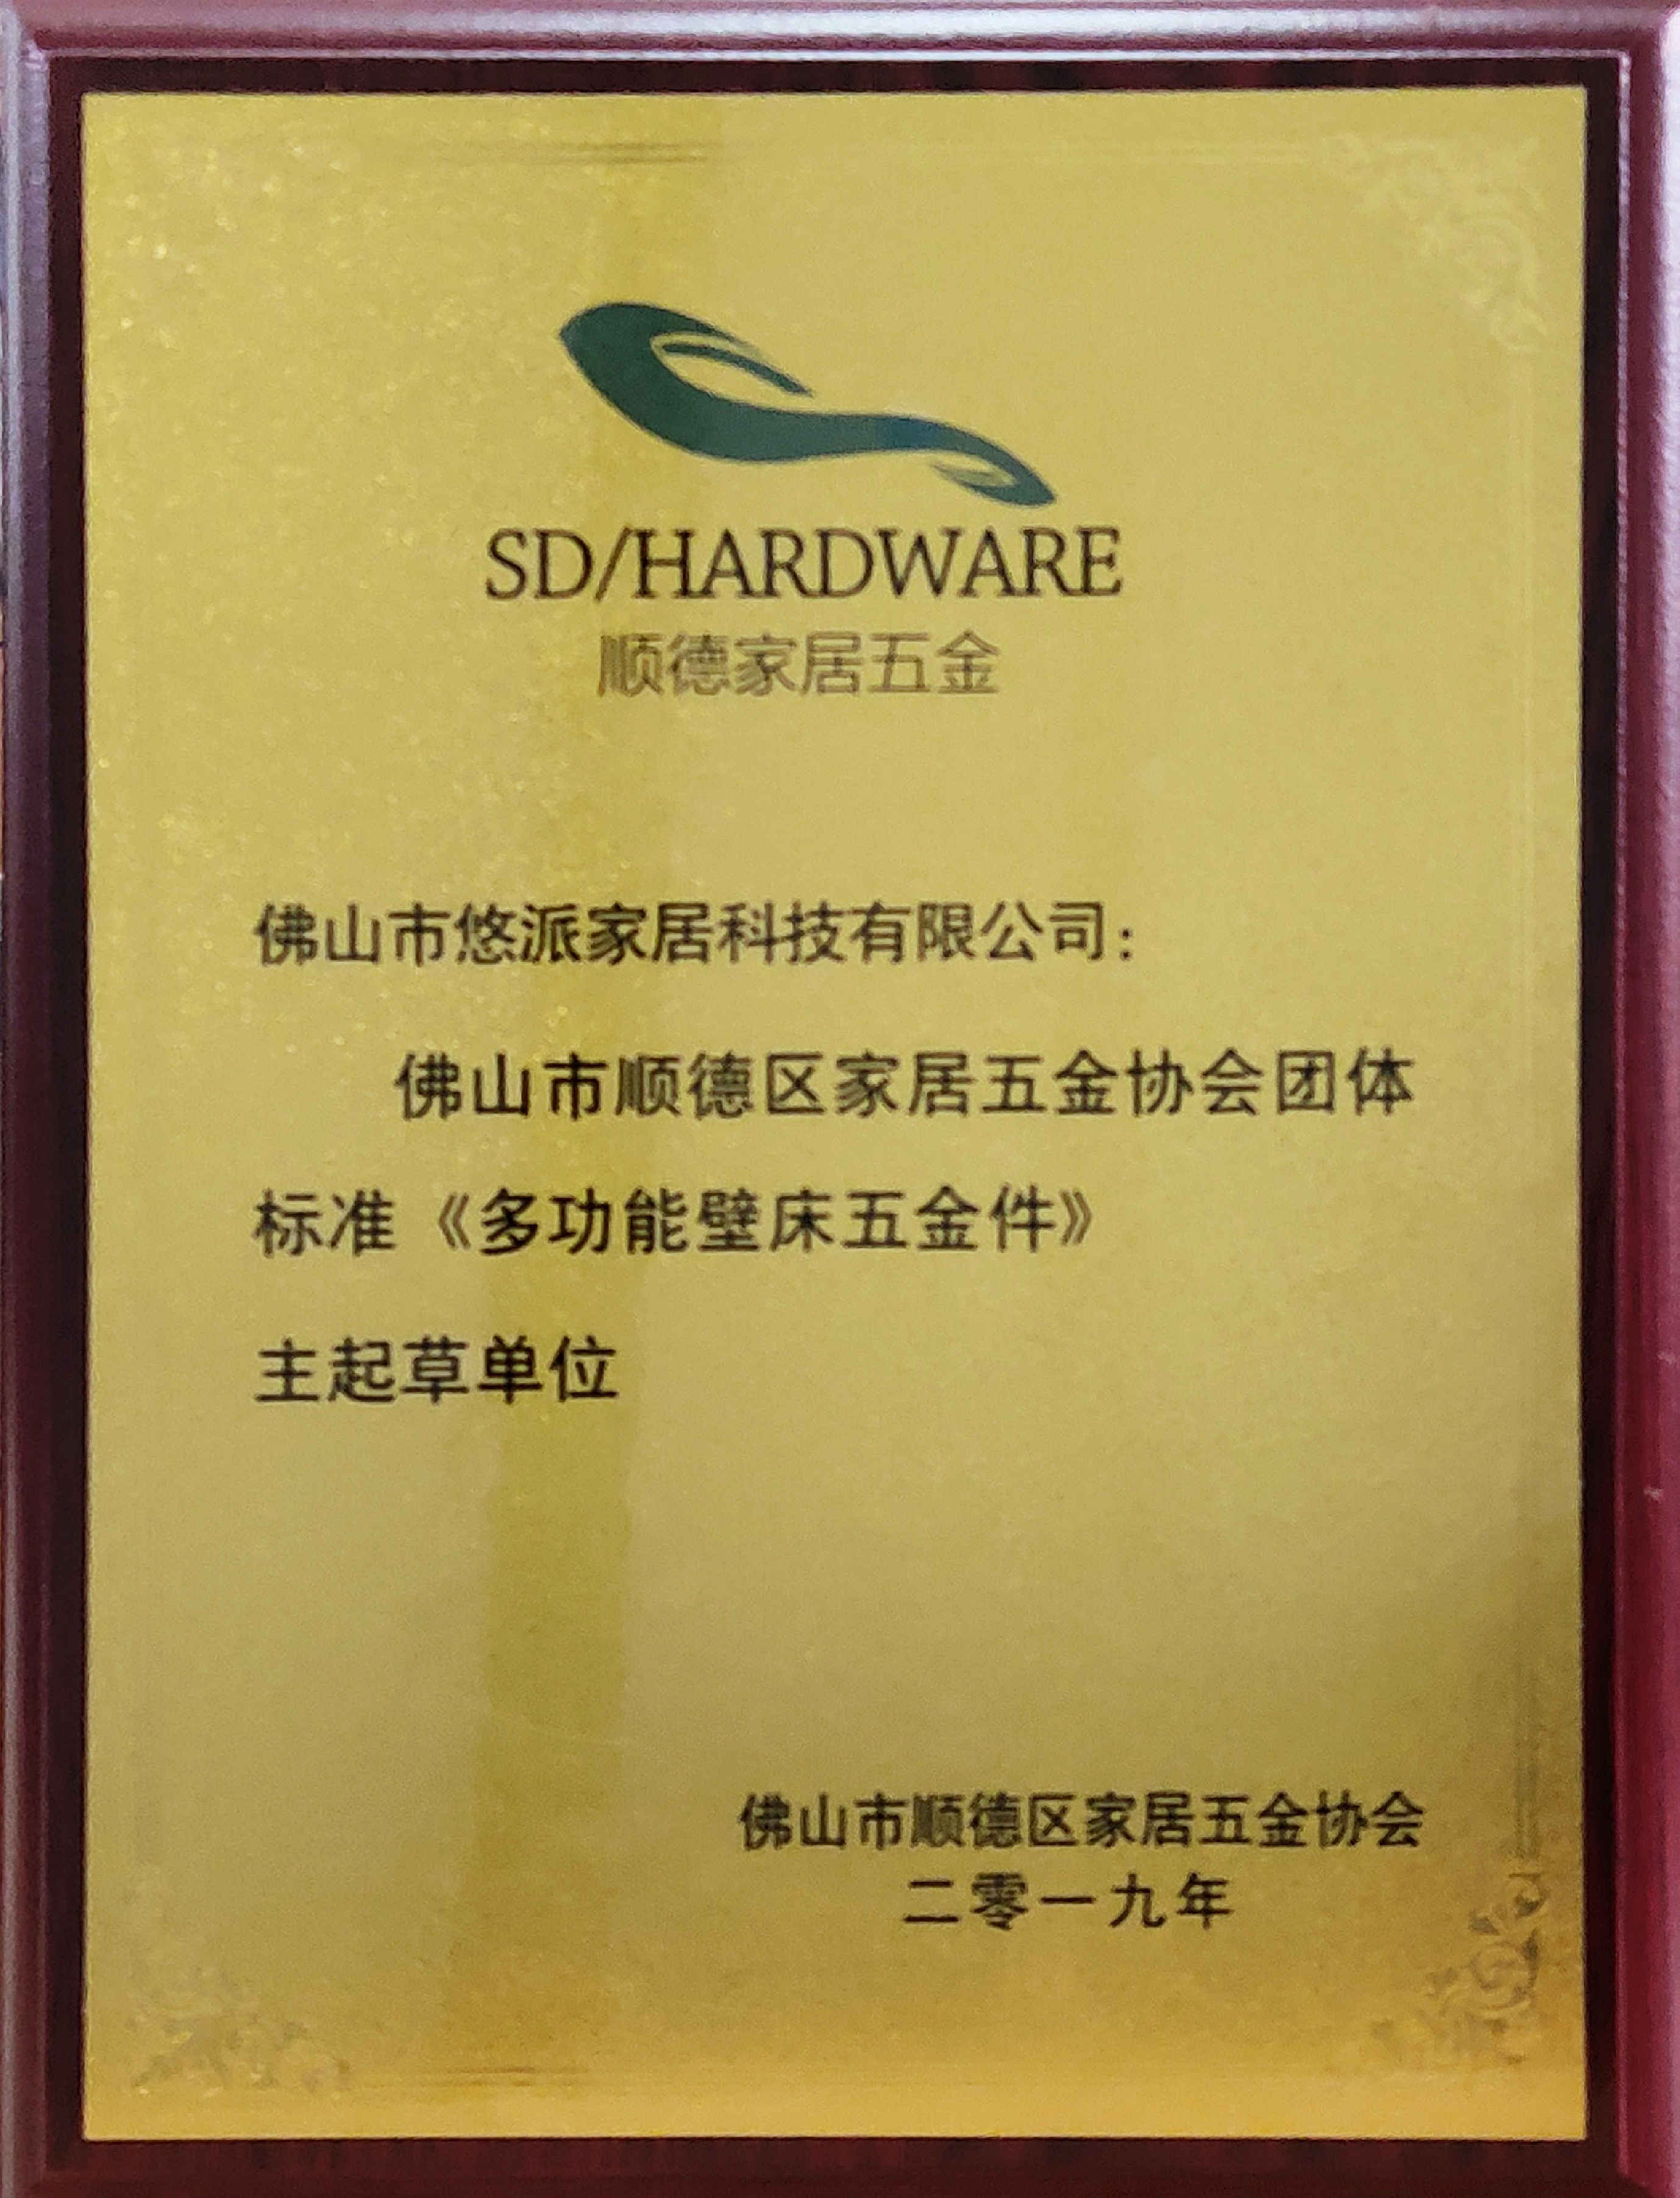 SD/HARDWARE
顺德家居五金
佛山市悠派家居科技有限公司：
佛山市顺德区家居五金协会团体
标准《多功能壁床五金件》
主起草单位
佛山市顺德区家居五金协会
二零一九年